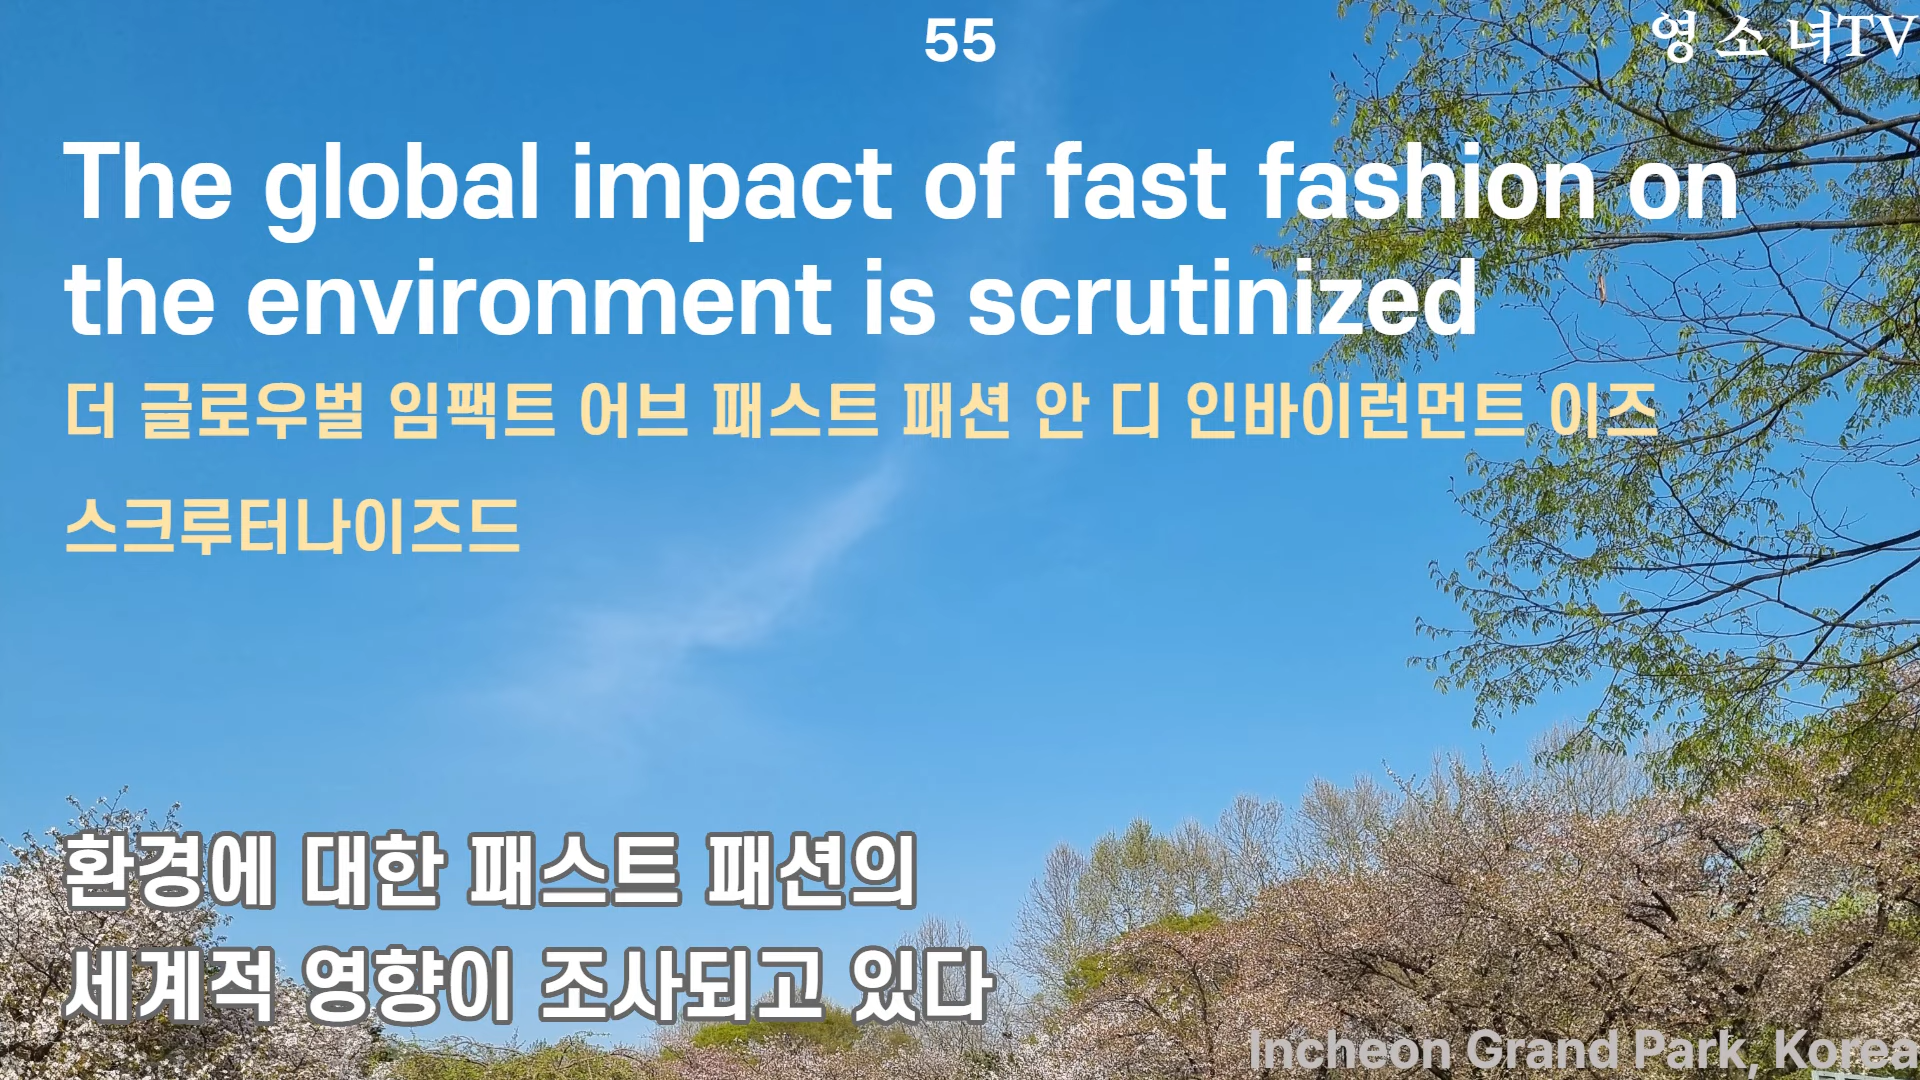 55
영 소 녀TV
The global impact of fast fashion on
the environment is scrutinized
더 글로우벌 임팩트 어브 패스트 패션 안 디 인바이런먼트 이즈
스크루터나이즈드
환경에 대한 패스트 패션의
세계적 영향이 조사되고 있다
Incheon Grand Park, Korea